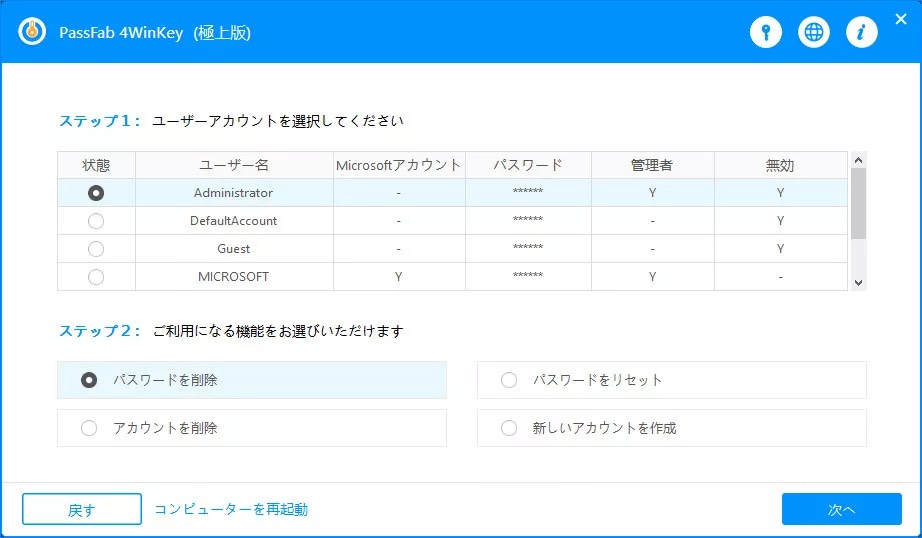 PassFab 4WinKey (極上版)
ステップ1: ユーザーアカウントを選択してください
状態 ユーザー名 Microsoftアカウント パスワード 管理者 無効
Administrator - ****** Y Y
DefaultAccount - ****** - Y
Guest - ****** - Y
MICROSOFT Y ****** Y -
ステップ2: ご利用になる機能をお選びいただけます
パスワードを削除 パスワードをリセット
アカウントを削除 新しいアカウントを作成
戻す コンピューターを再起動 次へ